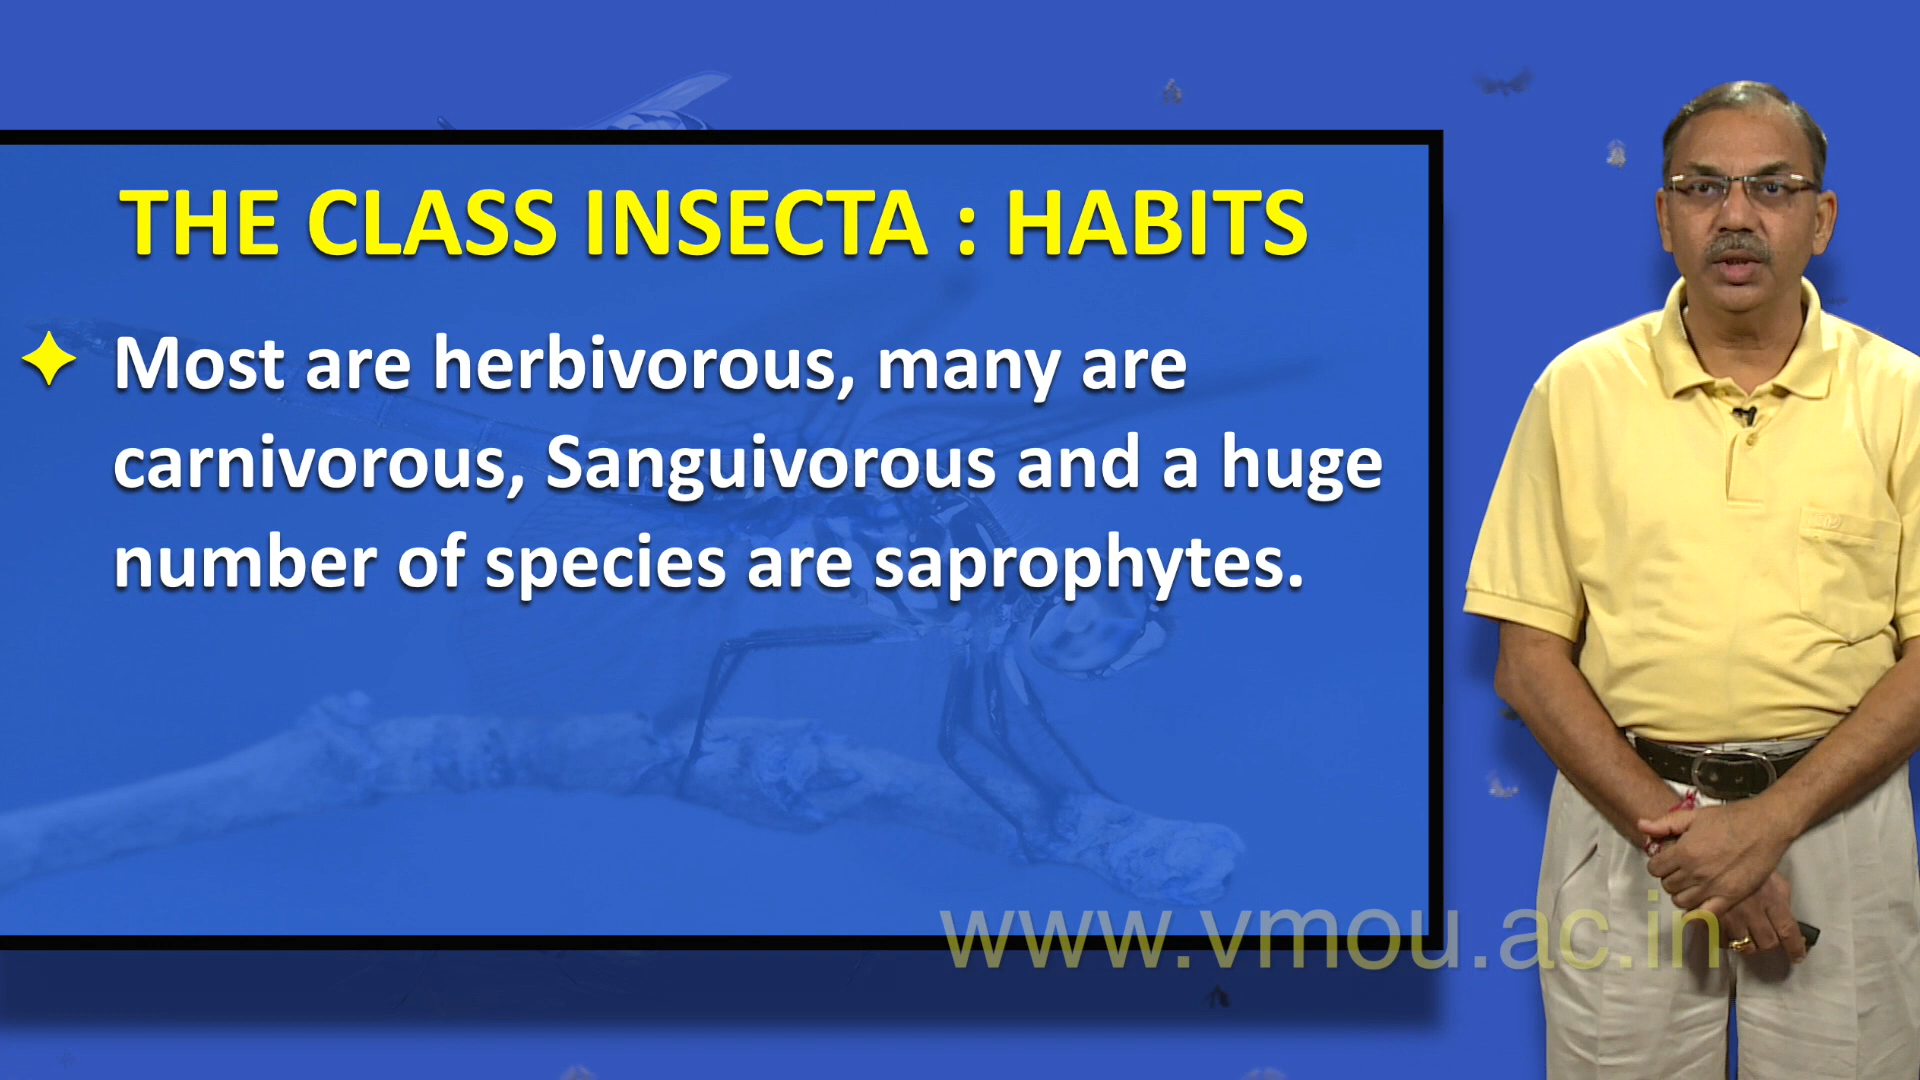 THE CLASS INSECTA : HABITS
Most are herbivorous, many are
carnivorous, Sanguivorous and a huge
number of species are saprophytes.
www.vmou.ac.in